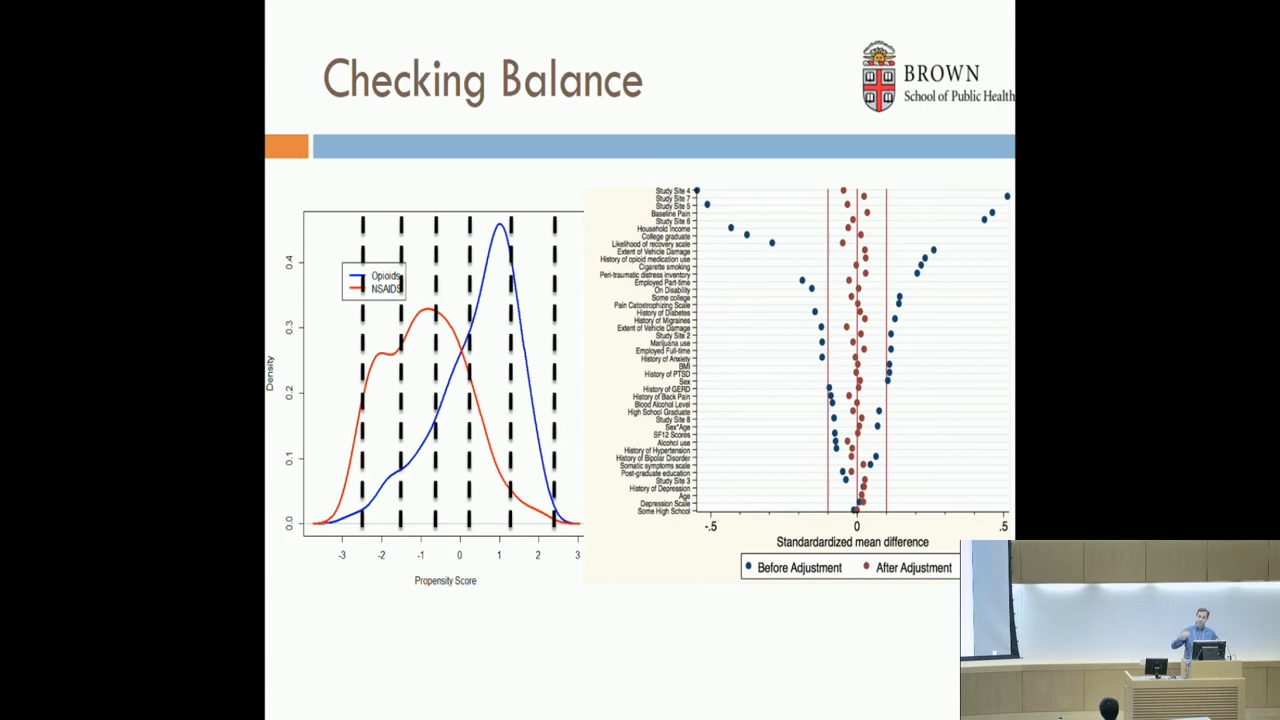 Checking Balance
BROWN
School of Public Health
Opioids
NSAIDS
Density
0.4
0.3
0.2
0.1
0.0
-3 -2 -1 0 1 2 3
Propensity Score
Study Site 4
Study Site 7
Study Site 5
Baseline Pain
Study Site 6
Household Income
College graduate
Likelihood of recovery scale
Extent of Vehicle Damage
History of opioid medication use
Cigarette smoking
Peri-traumatic distress inventory
Employed Part-time
On Disability
Some college
Pain Catostrophizing Scale
History of Diabetes
History of Migraines
Extent of Vehicle Damage
Study Site 2
Marijuana use
Employed Full-time
History of Anxiety
BMI
History of PTSD
Sex
History of GERD
History of Back Pain
Blood Alcohol Level
High School Graduate
Study Site 8
Sex*Age
SF12 Scores
Alcohol use
History of Hypertension
History of Bipolar Disorder
Somatic symptoms scale
Post-graduate education
Study Site 3
History of Depression
Age
Depression Scale
Some High School
-.5 0 .5
Standardardized mean difference
Before Adjustment After Adjustment